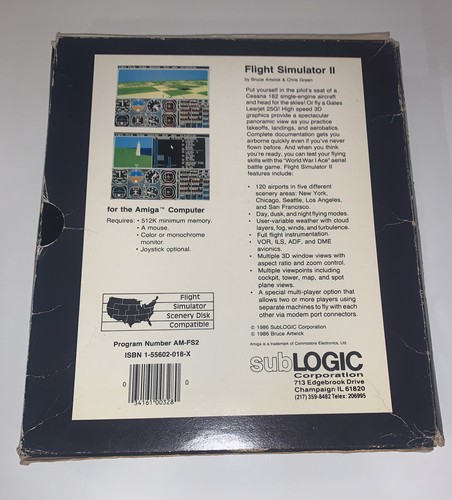 for the Amiga™ Computer
Requires: • 512K minimum memory.
• A mouse.
• Color or monochrome
monitor.
• Joystick optional.
Flight
Simulator
Scenery Disk
Compatible
Program Number AM-FS2
ISBN 1-55602-018-X
0
0
34161 00328
Flight Simulator II
by Bruce Artwick & Chris Green
Put yourself in the pilot's seat of a
Cessna 182 single-engine aircraft
and head for the skies! Or fly a Gates
Learjet 25G! High speed 3D
graphics provide a spectacular
panoramic view as you practice
takeoffs, landings, and aerobatics.
Complete documentation gets you
airborne quickly even if you've never
flown before. And when you think
you're ready, you can test your flying
skills with the "World War I Ace" aerial
battle game. Flight Simulator II
features include:
• 120 airports in five different
scenery areas: New York,
Chicago, Seattle, Los Angeles,
and San Francisco.
• Day, dusk, and night flying modes.
• User-variable weather with cloud
layers, fog, winds, and turbulence.
• Full flight instrumentation.
• VOR, ILS, ADF, and DME
avionics.
• Multiple 3D window views with
aspect ratio and zoom control.
• Multiple viewpoints including
cockpit, tower, map, and spot
plane views.
• A special multi-player option that
allows two or more players using
separate machines to fly with each
other via modem port connectors.
© 1986 SubLOGIC Corporation
© 1986 Bruce Artwick
Amiga is a trademark of Commodore Electronics, Ltd.
subLOGIC
Corporation
713 Edgebrook Drive
Champaign IL 61820
(217) 359-8482 Telex: 206995